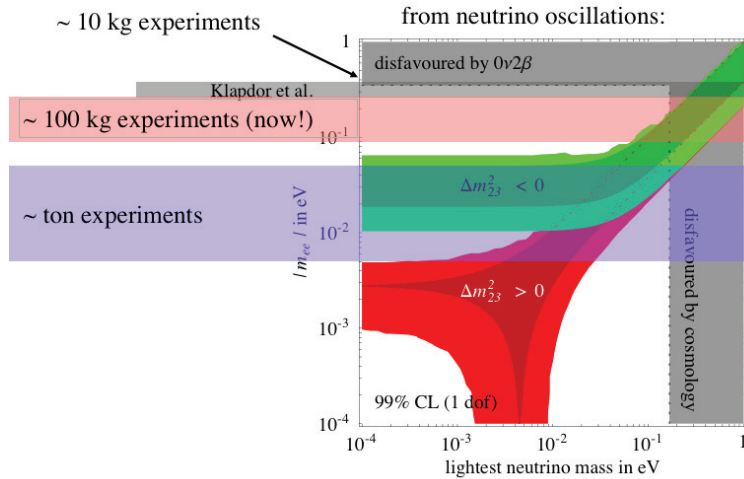 from neutrino oscillations:
~ 10 kg experiments
1
disfavoured by 0ν2β
Klapdor et al.
~ 100 kg experiments (now!)
10⁻¹
Δm²₂₃ < 0
~ ton experiments
10⁻²
| mₑₑ | in eV
disfavoured by cosmology
Δm²₂₃ > 0
10⁻³
99% CL (1 dof)
10⁻⁴
10⁻⁴ 10⁻³ 10⁻² 10⁻¹ 1
lightest neutrino mass in eV